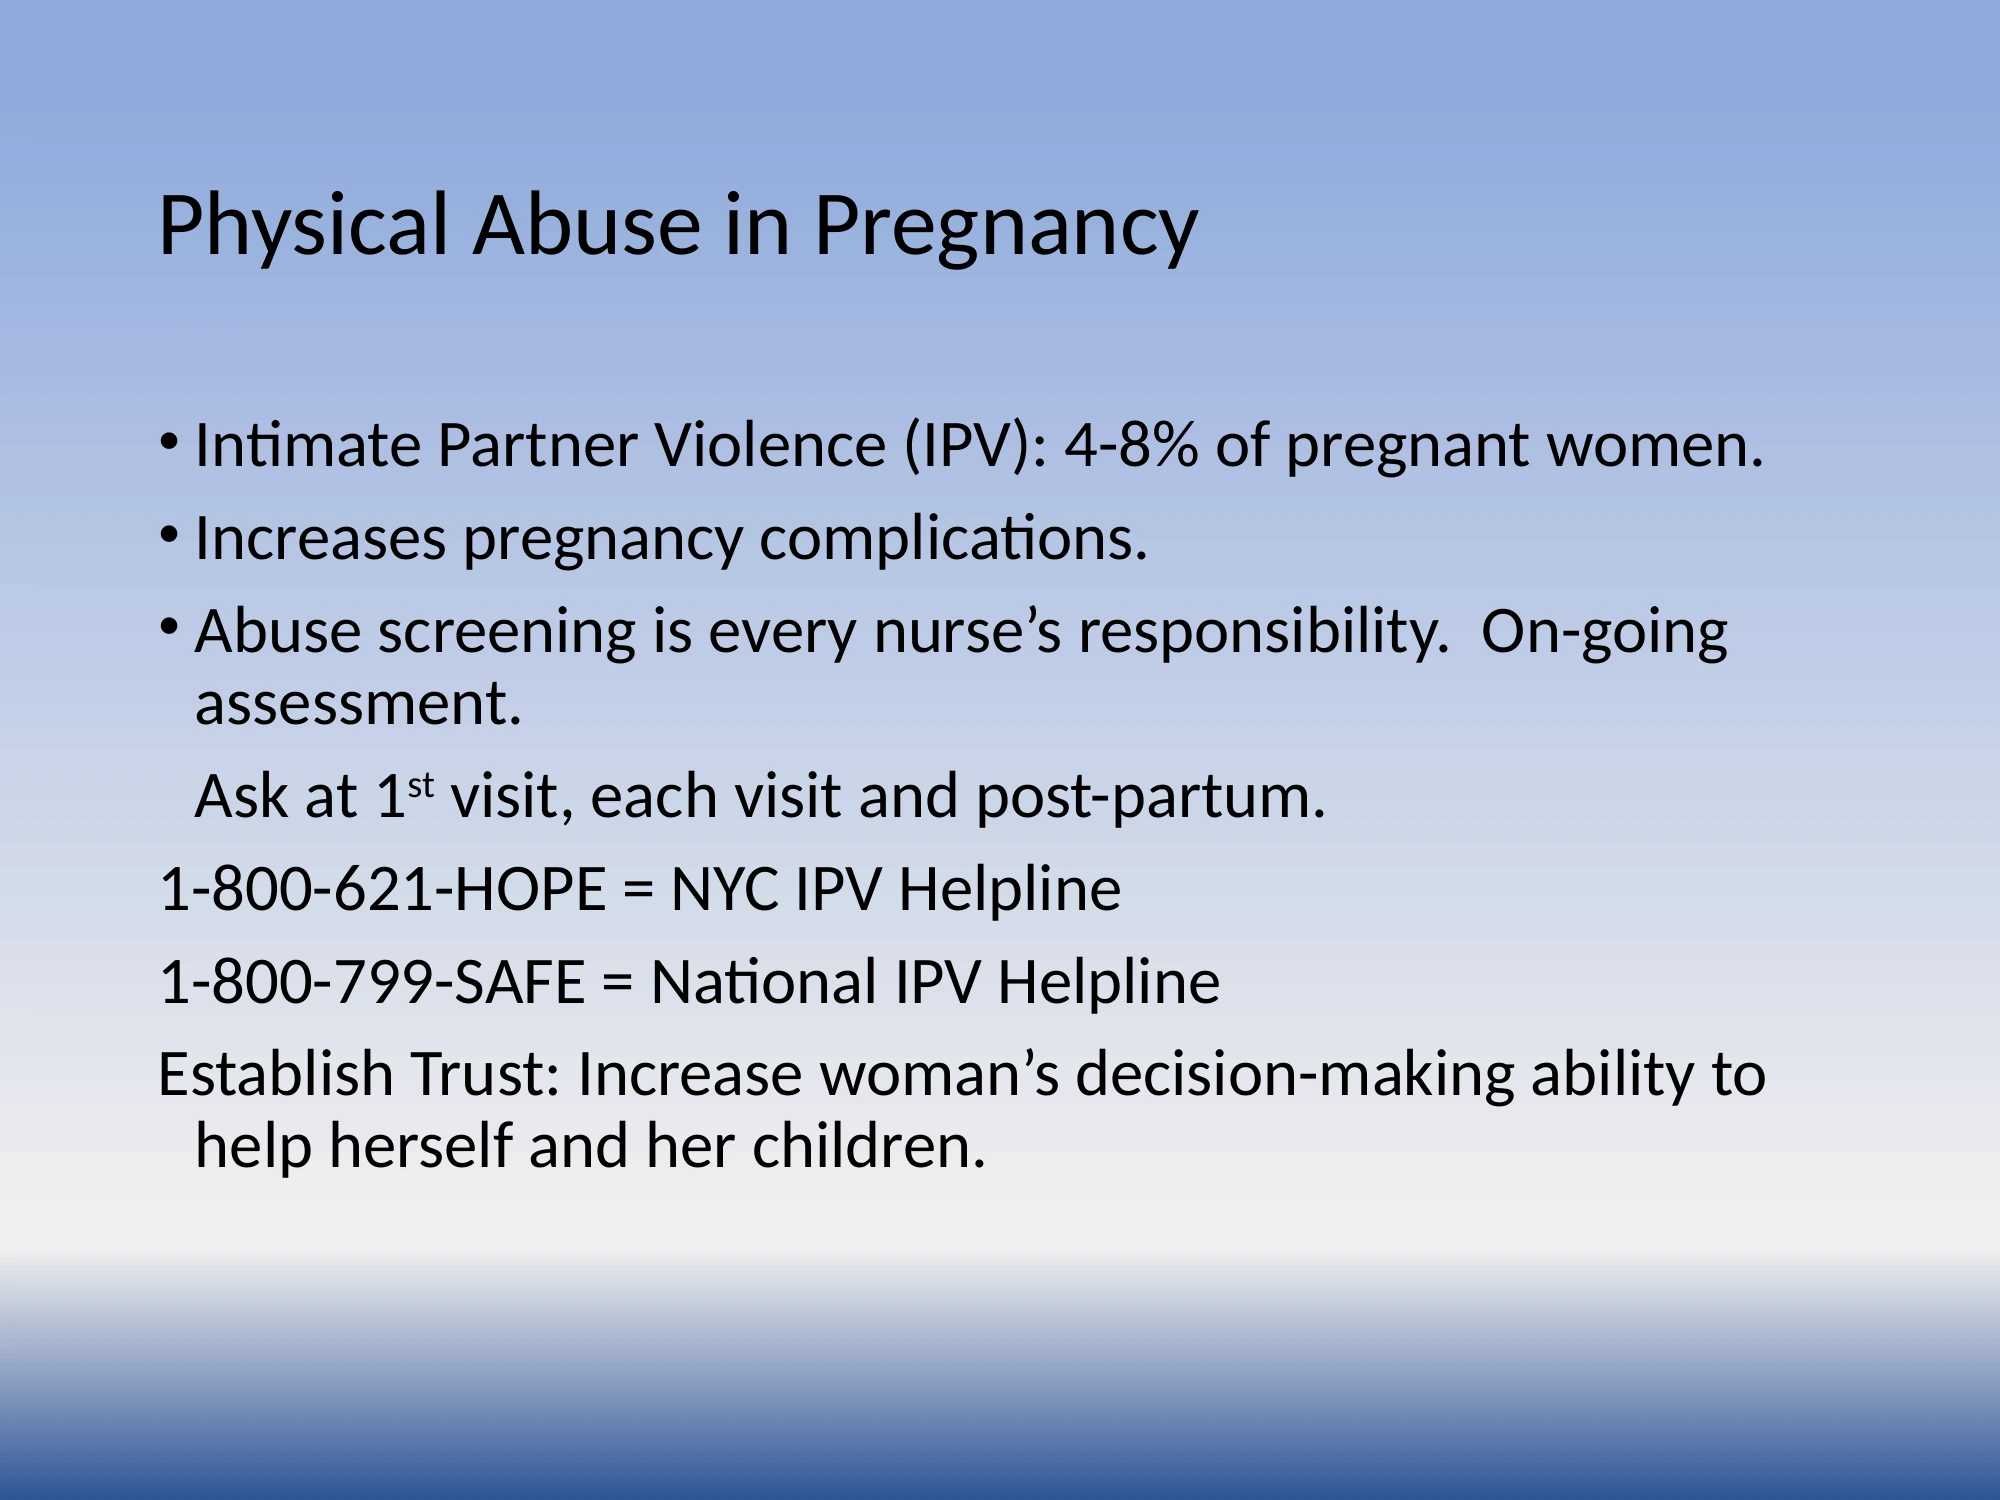 Physical Abuse in Pregnancy
• Intimate Partner Violence (IPV): 4-8% of pregnant women.
• Increases pregnancy complications.
• Abuse screening is every nurse’s responsibility.  On-going
assessment.
Ask at 1st visit, each visit and post-partum.
1-800-621-HOPE = NYC IPV Helpline
1-800-799-SAFE = National IPV Helpline
Establish Trust: Increase woman’s decision-making ability to
help herself and her children.